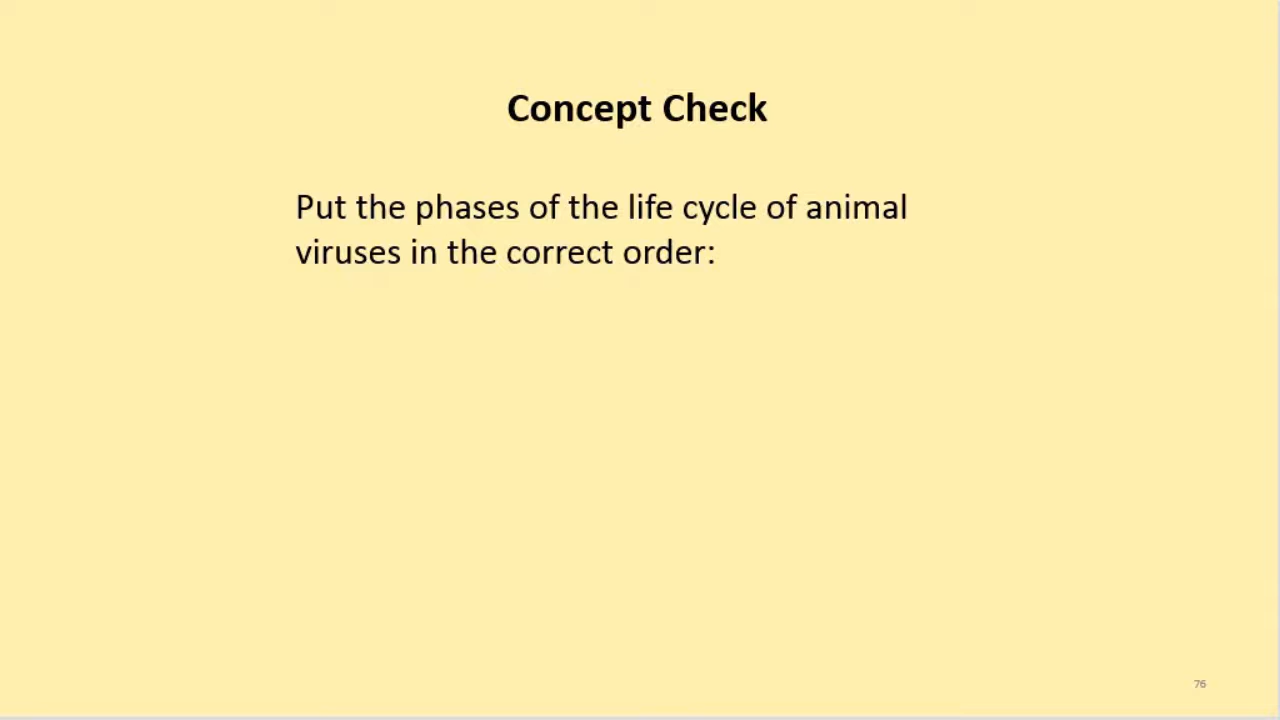 Concept Check
Put the phases of the life cycle of animal
viruses in the correct order:
76